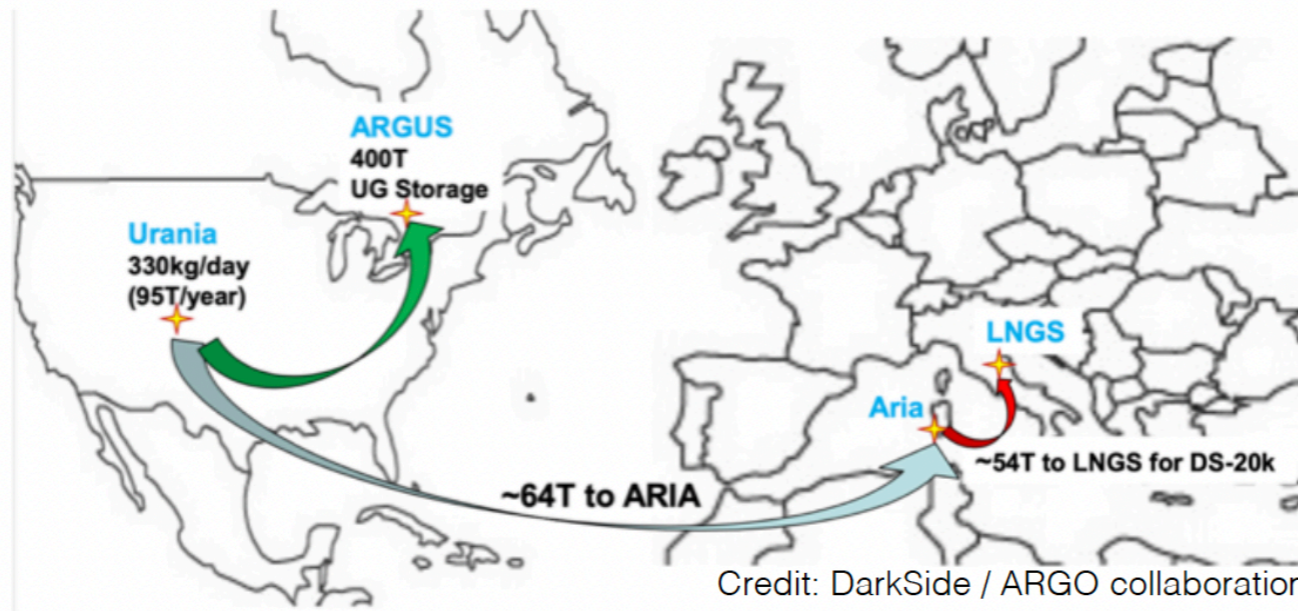 ARGUS
400T
UG Storage
Urania
330kg/day
(95T/year)
LNGS
Aria
~54T to LNGS for DS-20k
~64T to ARIA
Credit: DarkSide / ARGO collaboration